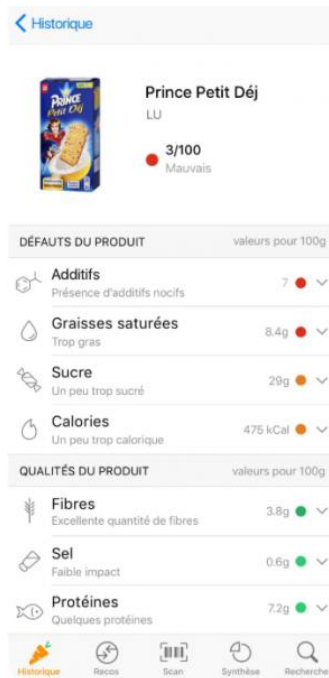 Historique
Prince Petit Déj
LU
3/100
Mauvais
PRINCE
Petit Déj
DÉFAUTS DU PRODUIT valeurs pour 100g
Additifs
7
Présence d'additifs nocifs
Graisses saturées
8.4g
Trop gras
Sucre
29g
Un peu trop sucré
Calories
475 kCal
Un peu trop calorique
QUALITÉS DU PRODUIT valeurs pour 100g
Fibres
3.8g
Excellente quantité de fibres
Sel
0.6g
Faible impact
Protéines
7.2g
Quelques protéines
Historique Recos Scan Synthèse Recherche